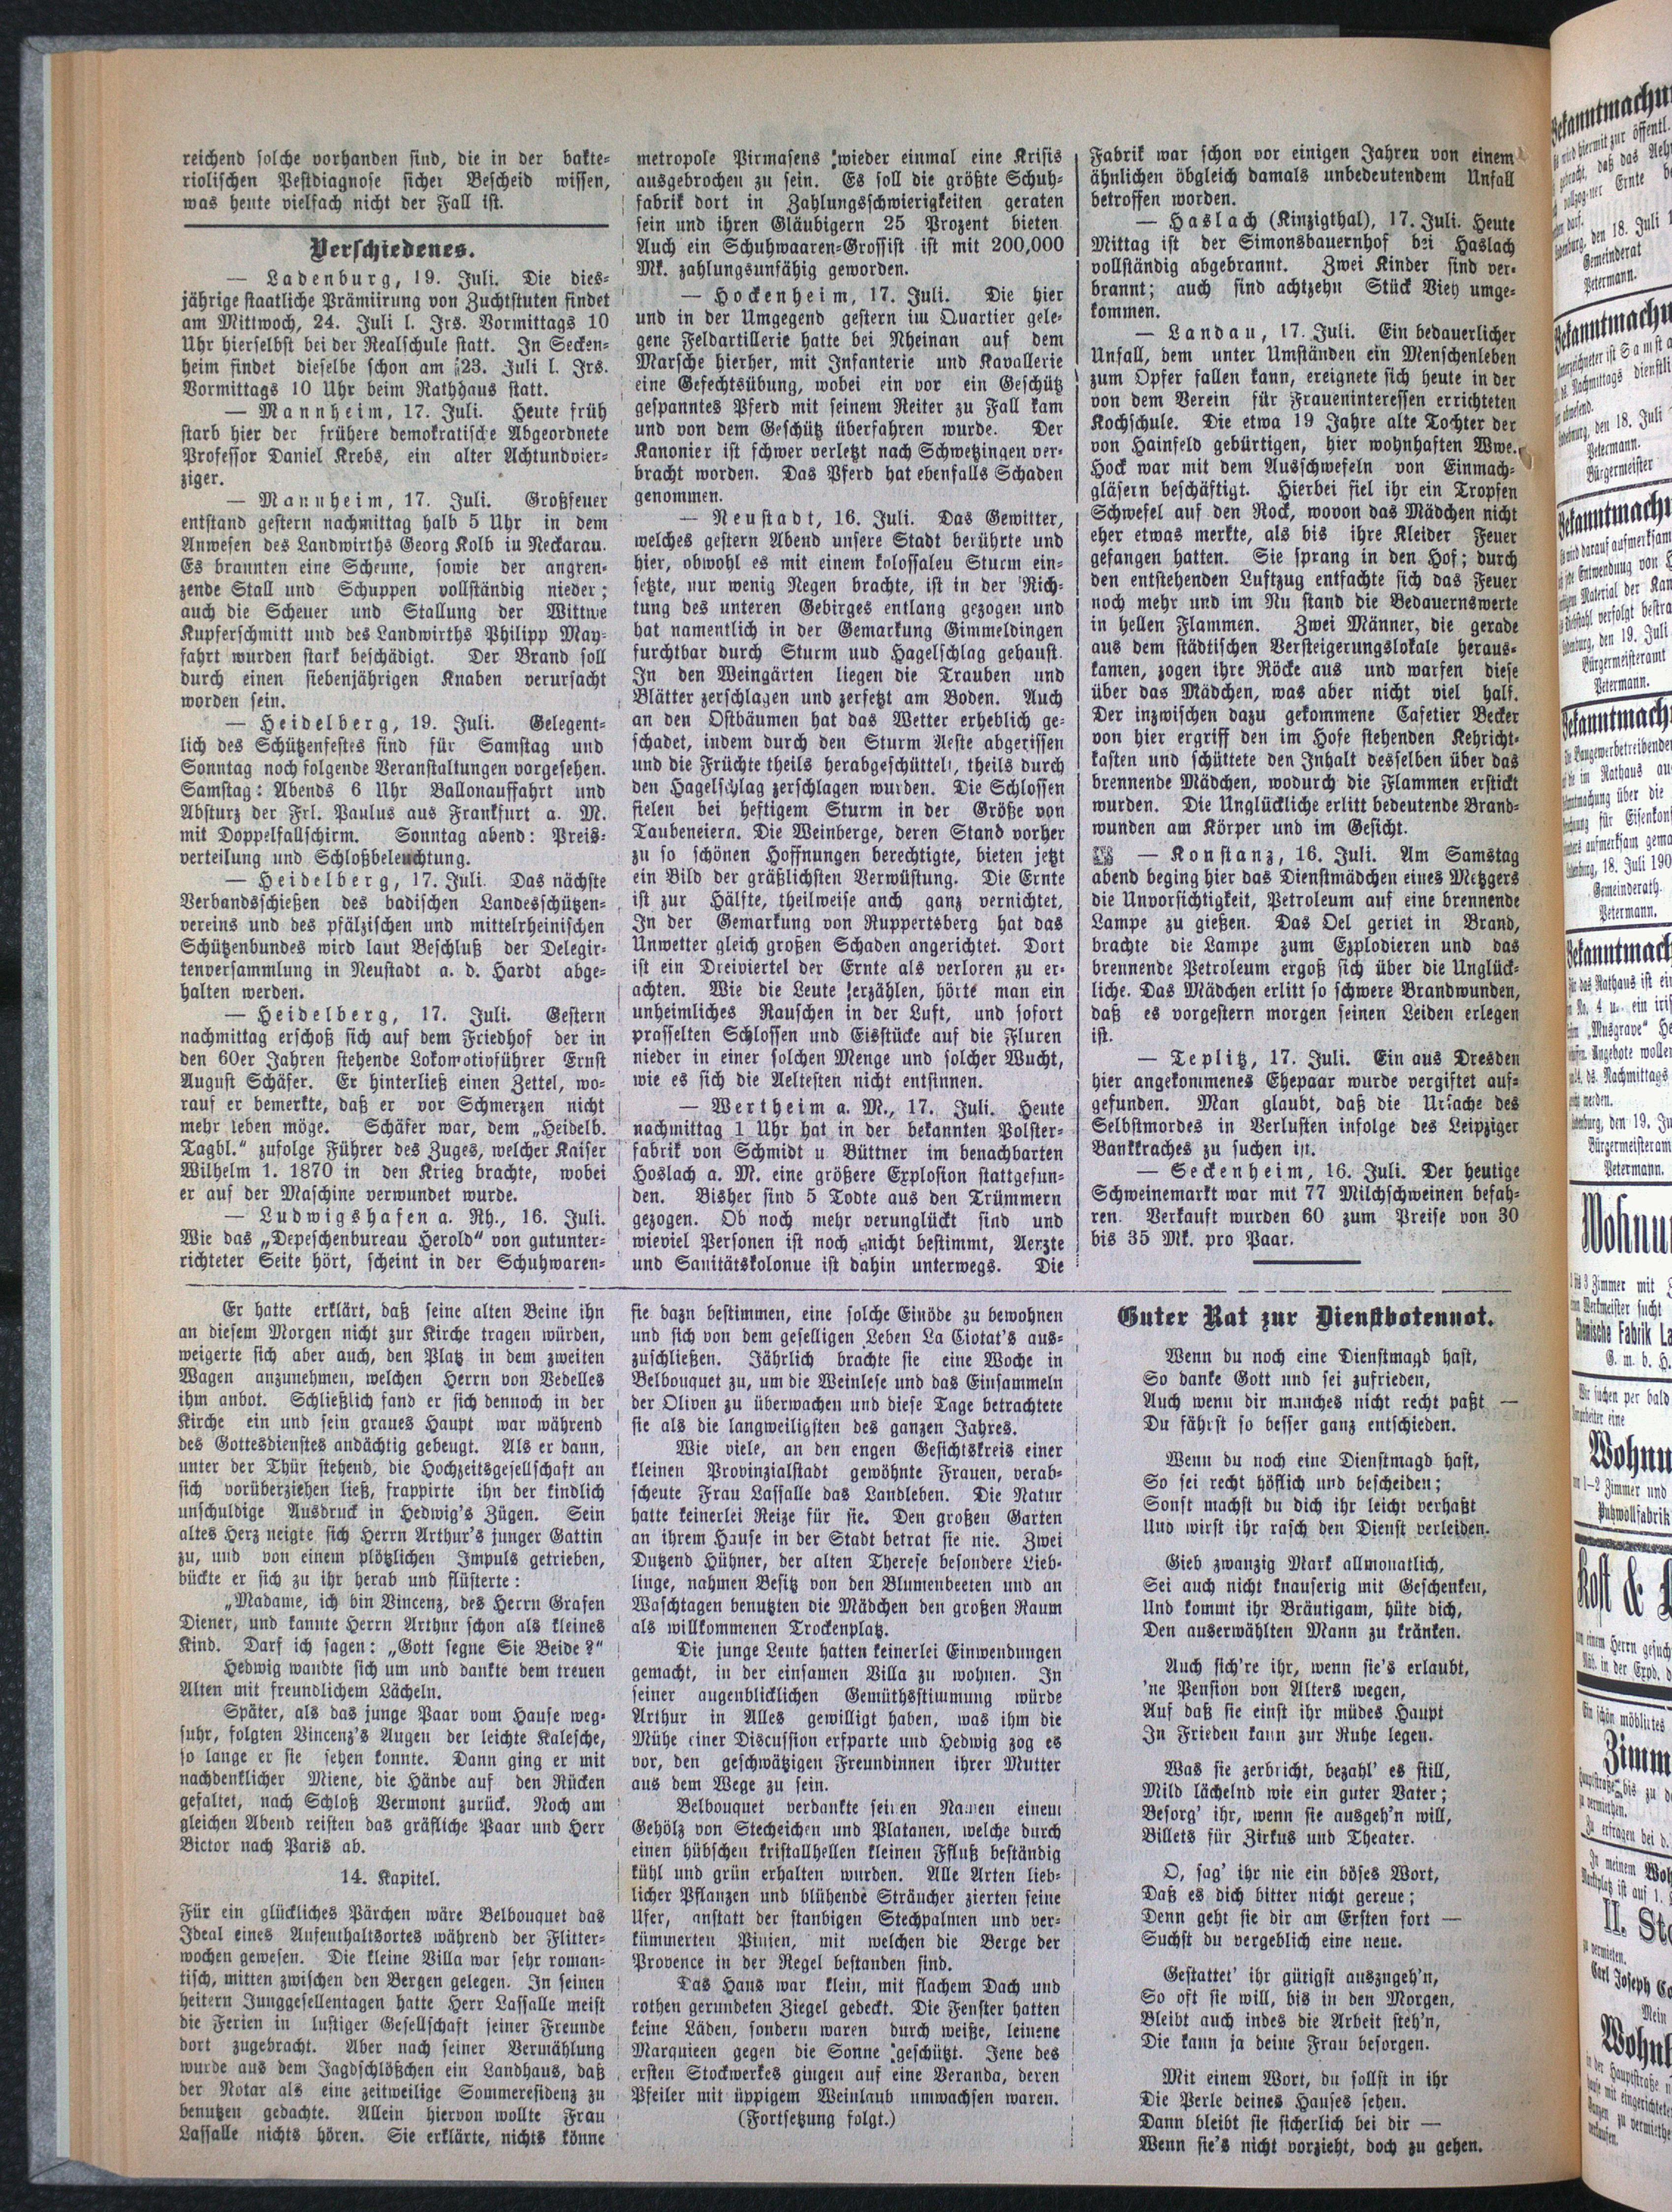 reichend solche vorhanden sind, die in der bakte-
riolischen Pestdiagnose sicher Bescheid wissen,
was heute vielfach nicht der Fall ist.
Verschiedenes.
— Ladenburg, 19. Juli. Die dies-
jährige staatliche Prämiirung von Zuchtstuten findet
am Mittwoch, 24. Juli l. Jrs. Vormittags 10
Uhr hierselbst bei der Realschule statt. In Secken-
heim findet dieselbe schon am 23. Juli l. Jrs.
Vormittags 10 Uhr beim Rathhaus statt.
— Mannheim, 17. Juli. Heute früh
starb hier der frühere demokratische Abgeordnete
Professor Daniel Krebs, ein alter Achtundvier-
ziger.
— Mannheim, 17. Juli. Großfeuer
entstand gestern nachmittag halb 5 Uhr in dem
Anwesen des Landwirths Georg Kolb in Neckarau.
Es brannten eine Scheune, sowie der angren-
zende Stall und Schuppen vollständig nieder;
auch die Scheuer und Stallung der Wittwe
Kupferschmitt und des Landwirths Philipp May-
fahrt wurden stark beschädigt. Der Brand soll
durch einen siebenjährigen Knaben verursacht
worden sein.
— Heidelberg, 19. Juli. Gelegent-
lich des Schützenfestes sind für Samstag und
Sonntag noch folgende Veranstaltungen vorgesehen.
Samstag: Abends 6 Uhr Ballonauffahrt und
Absturz der Frl. Paulus aus Frankfurt a. M.
mit Doppelfallschirm. Sonntag abend: Preis-
verteilung und Schloßbeleuchtung.
— Heidelberg, 17. Juli. Das nächste
Verbandsschießen des badischen Landesschützen-
vereins und des pfälzischen und mittelrheinischen
Schützenbundes wird laut Beschluß der Delegir-
tenversammlung in Neustadt a. d. Hardt abge-
halten werden.
— Heidelberg, 17. Juli. Gestern
nachmittag erschoß sich auf dem Friedhof der in
den 60er Jahren stehende Lokomotivführer Ernst
August Schäfer. Er hinterließ einen Zettel, wo-
rauf er bemerkte, daß er vor Schmerzen nicht
mehr leben möge. Schäfer war, dem „Heidelb.
Tagbl.“ zufolge Führer des Zuges, welcher Kaiser
Wilhelm 1. 1870 in den Krieg brachte, wobei
er auf der Maschine verwundet wurde.
— Ludwigshafen a. Rh., 16. Juli.
Wie das „Depeschenbureau Herold“ von gutunter-
richteter Seite hört, scheint in der Schuhwaren-
metropole Pirmasens wieder einmal eine Krisis
ausgebrochen zu sein. Es soll die größte Schuh-
fabrik dort in Zahlungsschwierigkeiten geraten
sein und ihren Gläubigern 25 Prozent bieten
Auch ein Schuhwaaren-Grossist ist mit 200,000
Mk. zahlungsunfähig geworden.
— Hockenheim, 17. Juli. Die hier
und in der Umgegend gestern im Quartier gele-
gene Feldartillerie hatte bei Rheinau auf dem
Marsche hierher, mit Infanterie und Kavallerie
eine Gefechtsübung, wobei ein vor ein Geschütz
gespanntes Pferd mit seinem Reiter zu Fall kam
und von dem Geschütz überfahren wurde. Der
Kanonier ist schwer verletzt nach Schwetzingen ver-
bracht worden. Das Pferd hat ebenfalls Schaden
genommen.
— Neustadt, 16. Juli. Das Gewitter,
welches gestern Abend unsere Stadt berührte und
hier, obwohl es mit einem kolossalen Sturm ein-
setzte, nur wenig Regen brachte, ist in der Rich-
tung des unteren Gebirges entlang gezogen und
hat namentlich in der Gemarkung Gimmeldingen
furchtbar durch Sturm und Hagelschlag gehaust.
In den Weingärten liegen die Trauben und
Blätter zerschlagen und zerfetzt am Boden. Auch
an den Ostbäumen hat das Wetter erheblich ge-
schadet, indem durch den Sturm Aeste abgerissen
und die Früchte theils herabgeschüttelt, theils durch
den Hagelschlag zerschlagen wurden. Die Schlossen
fielen bei heftigem Sturm in der Größe von
Taubeneiern. Die Weinberge, deren Stand vorher
zu so schönen Hoffnungen berechtigte, bieten jetzt
ein Bild der gräßlichsten Verwüstung. Die Ernte
ist zur Hälfte, theilweise anch ganz vernichtet,
In der Gemarkung von Ruppertsberg hat das
Unwetter gleich großen Schaden angerichtet. Dort
ist ein Dreiviertel der Ernte als verloren zu er-
achten. Wie die Leute erzählen, hörte man ein
unheimliches Rauschen in der Luft, und sofort
prasselten Schlossen und Eisstücke auf die Fluren
nieder in einer solchen Menge und solcher Wucht,
wie es sich die Aeltesten nicht entsinnen.
— Wertheim a. M., 17. Juli. Heute
nachmittag 1 Uhr hat in der bekannten Polster-
fabrik von Schmidt u. Büttner im benachbarten
Hoslach a. M. eine größere Explosion stattgefun-
den. Bisher sind 5 Todte aus den Trümmern
gezogen. Ob noch mehr verunglückt sind und
wieviel Personen ist noch nicht bestimmt, Aerzte
und Sanitätskolonue ist dahin unterwegs. Die
Fabrik war schon vor einigen Jahren von einem
ähnlichen öbgleich damals unbedeutendem Unfall
betroffen worden.
— Haslach (Kinzigthal), 17. Juli. Heute
Mittag ist der Simonsbauernhof bei Haslach
vollständig abgebrannt. Zwei Kinder sind ver-
brannt; auch sind achtzehn Stück Vieh umge-
kommen.
— Landau, 17. Juli. Ein bedauerlicher
Unfall, dem unter Umständen ein Menschenleben
zum Opfer fallen kann, ereignete sich heute in der
von dem Verein für Fraueninteressen errichteten
Kochschule. Die etwa 19 Jahre alte Tochter der
von Hainfeld gebürtigen, hier wohnhaften Wwe.
Hock war mit dem Ausschwefeln von Einmach-
gläsern beschäftigt. Hierbei fiel ihr ein Tropfen
Schwefel auf den Rock, wovon das Mädchen nicht
eher etwas merkte, als bis ihre Kleider Feuer
gefangen hatten. Sie sprang in den Hof; durch
den entstehenden Luftzug entfachte sich das Feuer
noch mehr und im Nu stand die Bedauernswerte
in hellen Flammen. Zwei Männer, die gerade
aus dem städtischen Versteigerungslokale heraus-
kamen, zogen ihre Röcke aus und warfen diese
über das Mädchen, was aber nicht viel half.
Der inzwischen dazu gekommene Cafetier Becker
von hier ergriff den im Hofe stehenden Kehricht-
kasten und schüttete den Inhalt desselben über das
brennende Mädchen, wodurch die Flammen erstickt
wurden. Die Unglückliche erlitt bedeutende Brand-
wunden am Körper und im Gesicht.
— Konstanz, 16. Juli. Am Samstag
abend beging hier das Dienstmädchen eines Metzgers
die Unvorsichtigkeit, Petroleum auf eine brennende
Lampe zu gießen. Das Oel geriet in Brand,
brachte die Lampe zum Explodieren und das
brennende Petroleum ergoß sich über die Unglück-
liche. Das Mädchen erlitt so schwere Brandwunden,
daß es vorgestern morgen seinen Leiden erlegen
ist.
— Teplitz, 17. Juli. Ein aus Dresden
hier angekommenes Ehepaar wurde vergiftet auf-
gefunden. Man glaubt, daß die Ursache des
Selbstmordes in Verlusten infolge des Leipziger
Bankkraches zu suchen ist.
— Seckenheim, 16. Juli. Der heutige
Schweinemarkt war mit 77 Milchschweinen befah-
ren. Verkauft wurden 60 zum Preise von 30
bis 35 Mk. pro Paar.
Er hatte erklärt, daß seine alten Beine ihn
an diesem Morgen nicht zur Kirche tragen würden,
weigerte sich aber auch, den Platz in dem zweiten
Wagen anzunehmen, welchen Herrn von Vedelles
ihm anbot. Schließlich fand er sich dennoch in der
Kirche ein und sein graues Haupt war während
des Gottesdienstes andächtig gebeugt. Als er dann,
unter der Thür stehend, die Hochzeitsgesellschaft an
sich vorüberziehen ließ, frappirte ihn der kindlich
unschuldige Ausdruck in Hedwig's Zügen. Sein
altes Herz neigte sich Herrn Arthur's junger Gattin
zu, und von einem plötzlichen Impuls getrieben,
bückte er sich zu ihr herab und flüsterte:
„Madame, ich bin Vincenz, des Herrn Grafen
Diener, und kannte Herrn Arthur schon als kleines
Kind. Darf ich sagen: „Gott segne Sie Beide?“
Hedwig wandte sich um und dankte dem treuen
Alten mit freundlichem Lächeln.
Später, als das junge Paar vom Hause weg-
fuhr, folgten Vincenz's Augen der leichte Kalesche,
so lange er sie sehen konnte. Dann ging er mit
nachdenklicher Miene, die Hände auf den Rücken
gefaltet, nach Schloß Vermont zurück. Noch am
gleichen Abend reisten das gräfliche Paar und Herr
Victor nach Paris ab.
14. Kapitel.
Für ein glückliches Pärchen wäre Belbouquet das
Ideal eines Aufenthaltsortes während der Flitter-
wochen gewesen. Die kleine Villa war sehr roman-
tisch, mitten zwischen den Bergen gelegen. In seinen
heitern Junggesellentagen hatte Herr Lassalle meist
die Ferien in lustiger Gesellschaft seiner Freunde
dort zugebracht. Aber nach seiner Vermählung
wurde aus dem Jagdschlößchen ein Landhaus, daß
der Notar als eine zeitweilige Sommeresidenz zu
benutzen gedachte. Allein hiervon wollte Frau
Lassalle nichts hören. Sie erklärte, nichts könne
sie dazn bestimmen, eine solche Einöde zu bewohnen
und sich von dem geselligen Leben La Ciotat's aus-
zuschließen. Jährlich brachte sie eine Woche in
Belbouquet zu, um die Weinlese und das Einsammeln
der Oliven zu überwachen und diese Tage betrachtete
sie als die langweiligsten des ganzen Jahres.
Wie viele, an den engen Gesichtskreis einer
kleinen Provinzialstadt gewöhnte Frauen, verab-
scheute Frau Lassalle das Landleben. Die Natur
hatte keinerlei Reize für sie. Den großen Garten
an ihrem Hause in der Stadt betrat sie nie. Zwei
Dutzend Hühner, der alten Therese besondere Lieb-
linge, nahmen Besitz von den Blumenbeeten und an
Waschtagen benutzten die Mädchen den großen Raum
als willkommenen Trockenplatz.
Die junge Leute hatten keinerlei Einwendungen
gemacht, in der einsamen Villa zu wohnen. In
seiner augenblicklichen Gemüthsstimmung würde
Arthur in Alles gewilligt haben, was ihm die
Mühe einer Discussion ersparte und Hedwig zog es
vor, den geschwätzigen Freundinnen ihrer Mutter
aus dem Wege zu sein.
Belbouquet verdankte seinen Namen einem
Gehölz von Stecheichen und Platanen, welche durch
einen hübschen kristallhellen kleinen Ffluß beständig
kühl und grün erhalten wurden. Alle Arten lieb-
licher Pflanzen und blühende Sträucher zierten seine
Ufer, anstatt der staubigen Stechpalmen und ver-
kümmerten Pinien, mit welchen die Berge der
Provence in der Regel bestanden sind.
Das Haus war klein, mit flachem Dach und
rothen gerundeten Ziegel gedeckt. Die Fenster hatten
keine Läden, sondern waren durch weiße, leinene
Marquieen gegen die Sonne geschützt. Jene des
ersten Stockwerkes gingen auf eine Veranda, deren
Pfeiler mit üppigem Weinlaub umwachsen waren.
(Fortsetzung folgt.)
Guter Rat zur Dienstbotennot.
Wenn du noch eine Dienstmagd hast,
So danke Gott und sei zufrieden,
Auch wenn dir manches nicht recht paßt —
Du fährst so besser ganz entschieden.
Wenn du noch eine Dienstmagd hast,
So sei recht höflich und bescheiden;
Sonst machst du dich ihr leicht verhaßt
Und wirst ihr rasch den Dienst verleiden.
Gieb zwanzig Mark allmonatlich,
Sei auch nicht knauserig mit Geschenken,
Und kommt ihr Bräutigam, hüte dich,
Den auserwählten Mann zu kränken.
Auch sich're ihr, wenn sie's erlaubt,
'ne Pension von Alters wegen,
Auf daß sie einst ihr müdes Haupt
In Frieden kann zur Ruhe legen.
Was sie zerbricht, bezahl' es still,
Mild lächelnd wie ein guter Vater;
Besorg' ihr, wenn sie ausgeh'n will,
Billets für Zirkus und Theater.
O, sag' ihr nie ein böses Wort,
Daß es dich bitter nicht gereue;
Denn geht sie dir am Ersten fort —
Suchst du vergeblich eine neue.
Gestattet' ihr gütigst auszugeh'n,
So oft sie will, bis in den Morgen,
Bleibt auch indes die Arbeit steh'n,
Die kann ja deine Frau besorgen.
Mit einem Wort, du sollst in ihr
Die Perle deines Hauses sehen.
Dann bleibt sie sicherlich bei dir —
Wenn sie's nicht vorzieht, doch zu gehen.
wird hiermit zur öffentl.
den 18. Juli
Gemeinderat
Petermann.
den 18. Juli
Petermann.
Bürgermeister
den 19. Juli
Bürgermeisteramt
Petermann.
18. Juli 190
Gemeinderath.
Petermann.
Bürgermeisteram
Petermann.
3 Zimmer mit
Chemische Fabrik La
G. m. b. H.
1—2 Zimmer und
Putzwollfabrik
Kost &
Ein schön möblirtes
Zimm
zu vermiethen.
Zu erfragen bei d.
In meinem
II. Sto
zu vermieten.
Carl Joseph
Mein